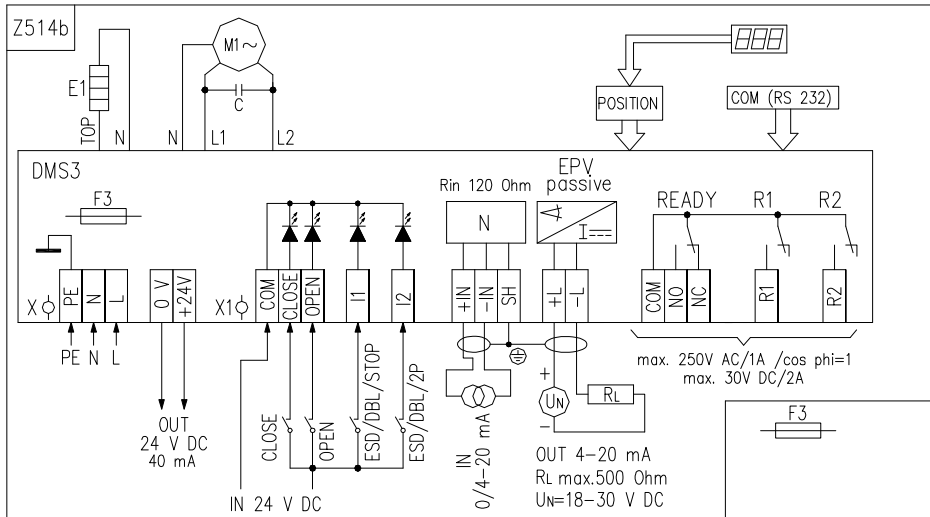 Z514b
E1
TOP
N
M1 ~
C
N
L1
L2
POSITION
COM (RS 232)
DMS3
F3
Rin 120 Ohm
N
EPV
passive
I
READY
R1
R2
X
PE
N
L
0 V
+24V
X1
COM
CLOSE
OPEN
I1
I2
+IN
-IN
SH
+L
-L
COM
NO
NC
R1
R2
PE N L
OUT
24 V DC
40 mA
CLOSE
OPEN
ESD/DBL/STOP
ESD/DBL/2P
IN 24 V DC
IN
0/4-20 mA
+
UN
-
RL
OUT 4-20 mA
RL max.500 Ohm
UN=18-30 V DC
max. 250V AC/1A /cos phi=1
max. 30V DC/2A
F3